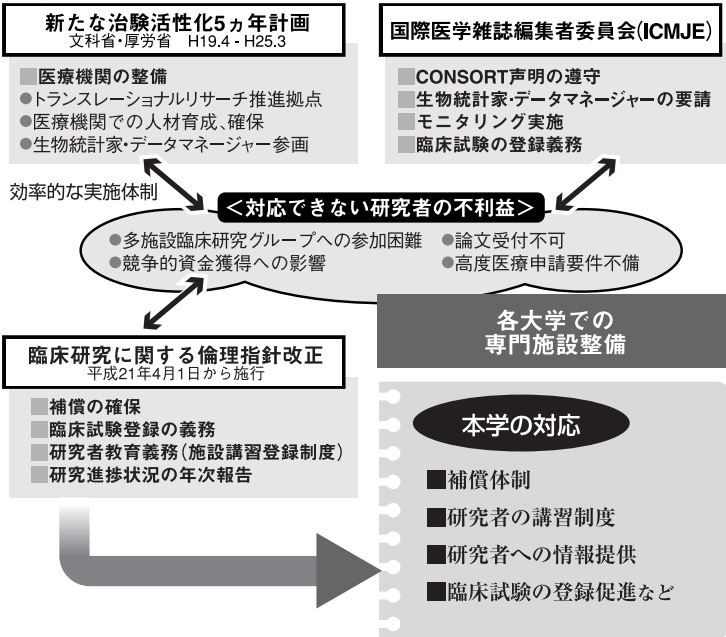 新たな治験活性化5ヵ年計画
文科省・厚労省 H19.4 - H25.3
■医療機関の整備
●トランスレーショナルリサーチ推進拠点
●医療機関での人材育成、確保
●生物統計家・データマネージャー参画
国際医学雑誌編集者委員会(ICMJE)
■CONSORT声明の遵守
■生物統計家・データマネージャーの要請
■モニタリング実施
■臨床試験の登録義務
効率的な実施体制
＜対応できない研究者の不利益＞
●多施設臨床研究グループへの参加困難
●競争的資金獲得への影響
●論文受付不可
●高度医療申請要件不備
各大学での
専門施設整備
臨床研究に関する倫理指針改正
平成21年4月1日から施行
■補償の確保
■臨床試験登録の義務
■研究者教育義務（施設講習登録制度）
■研究進捗状況の年次報告
本学の対応
■補償体制
■研究者の講習制度
■研究者への情報提供
■臨床試験の登録促進など